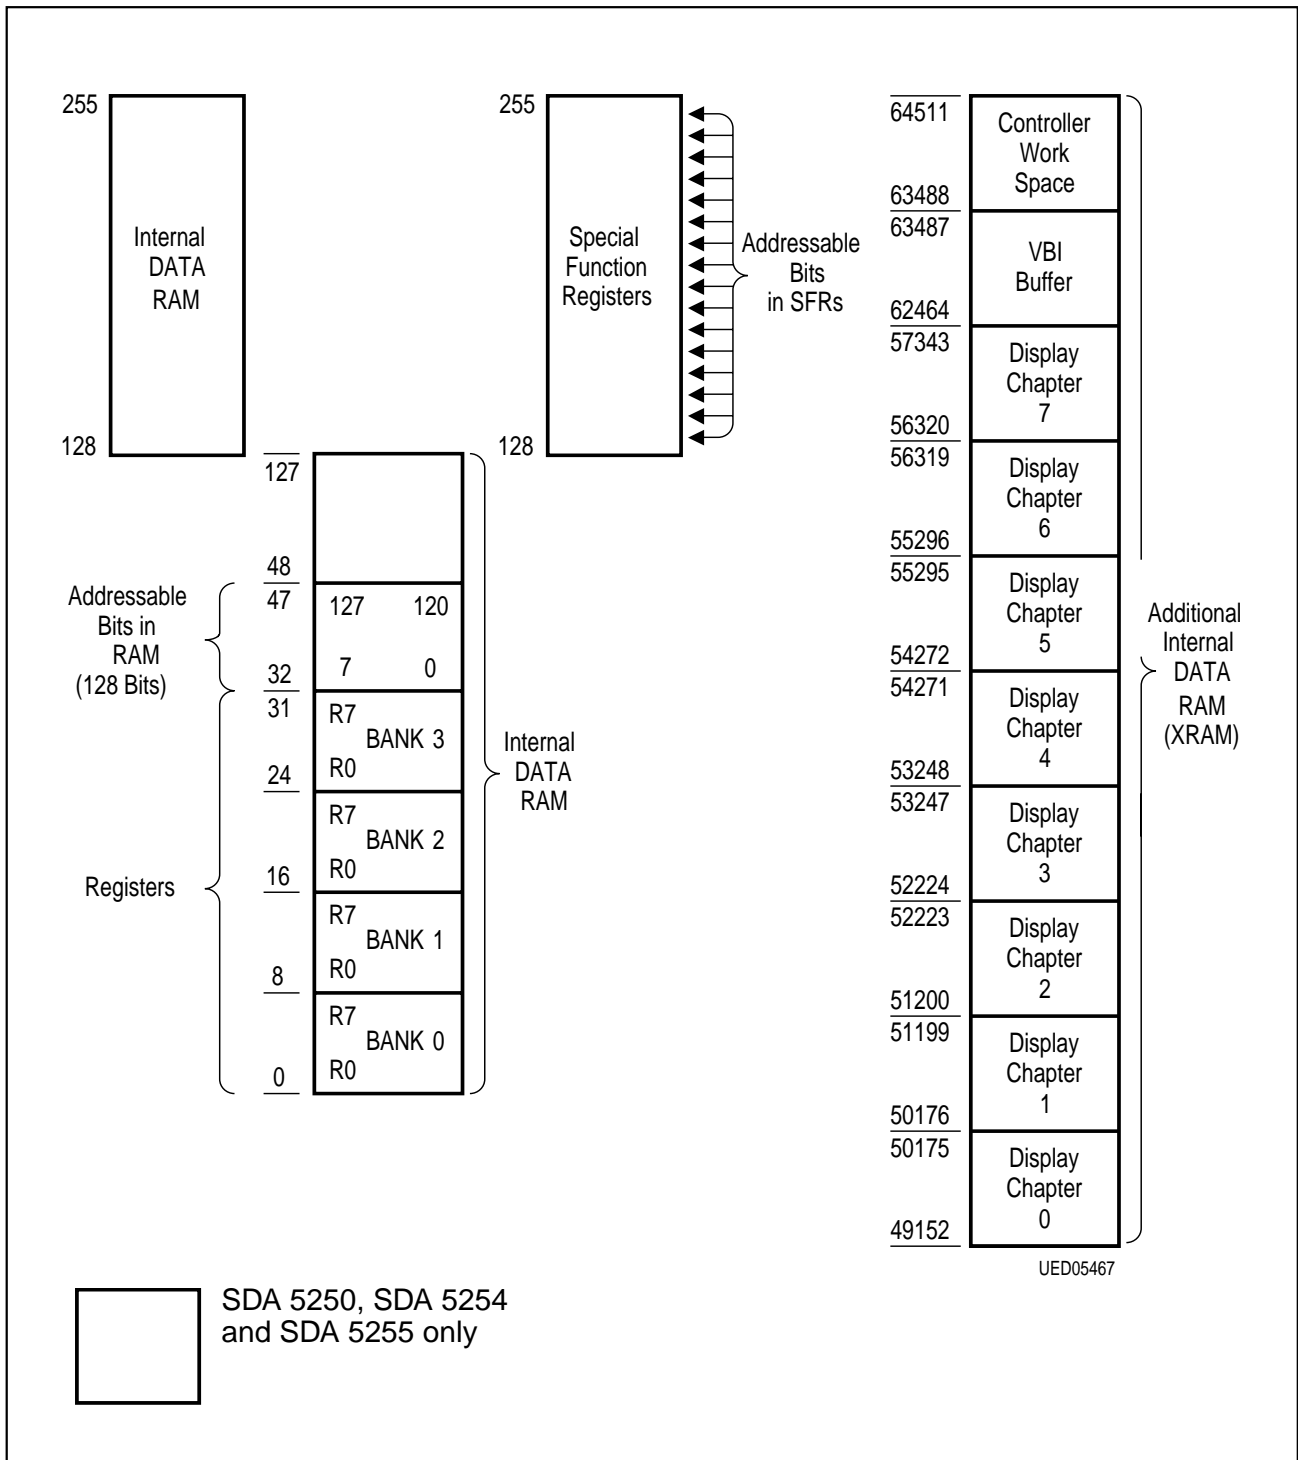 255
Internal
DATA
RAM
128
255
Special
Function
Registers
128
Addressable
Bits
in SFRs
127
48
47
32
31
24
16
8
0
Addressable
Bits in
RAM
(128 Bits)
Registers
127 120
7 0
R7
BANK 3
R0
R7
BANK 2
R0
R7
BANK 1
R0
R7
BANK 0
R0
Internal
DATA
RAM
64511
Controller
Work
Space
63488
63487
VBI
Buffer
62464
57343
Display
Chapter
7
56320
56319
Display
Chapter
6
55296
55295
Display
Chapter
5
54272
54271
Display
Chapter
4
53248
53247
Display
Chapter
3
52224
52223
Display
Chapter
2
51200
51199
Display
Chapter
1
50176
50175
Display
Chapter
0
49152
Additional
Internal
DATA
RAM
(XRAM)
UED05467
SDA 5250, SDA 5254
and SDA 5255 only